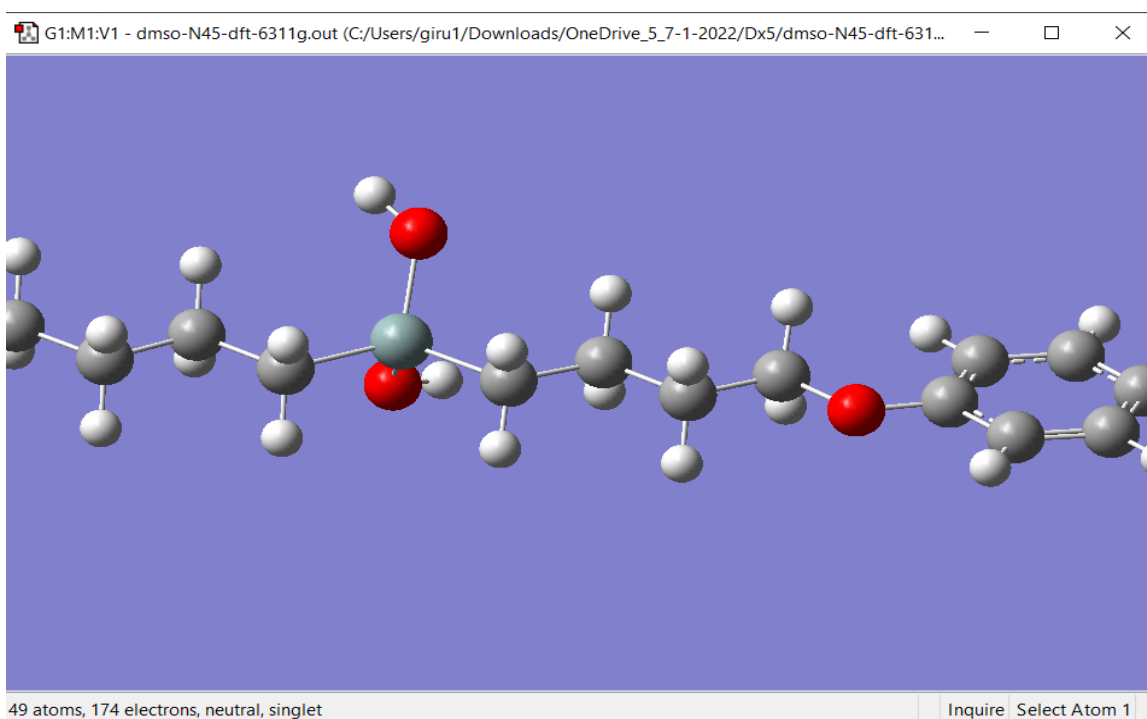 G1:M1:V1 - dmso-N45-dft-6311g.out (C:/Users/giru1/Downloads/OneDrive_5_7-1-2022/Dx5/dmso-N45-dft-631...
49 atoms, 174 electrons, neutral, singlet Inquire Select Atom 1